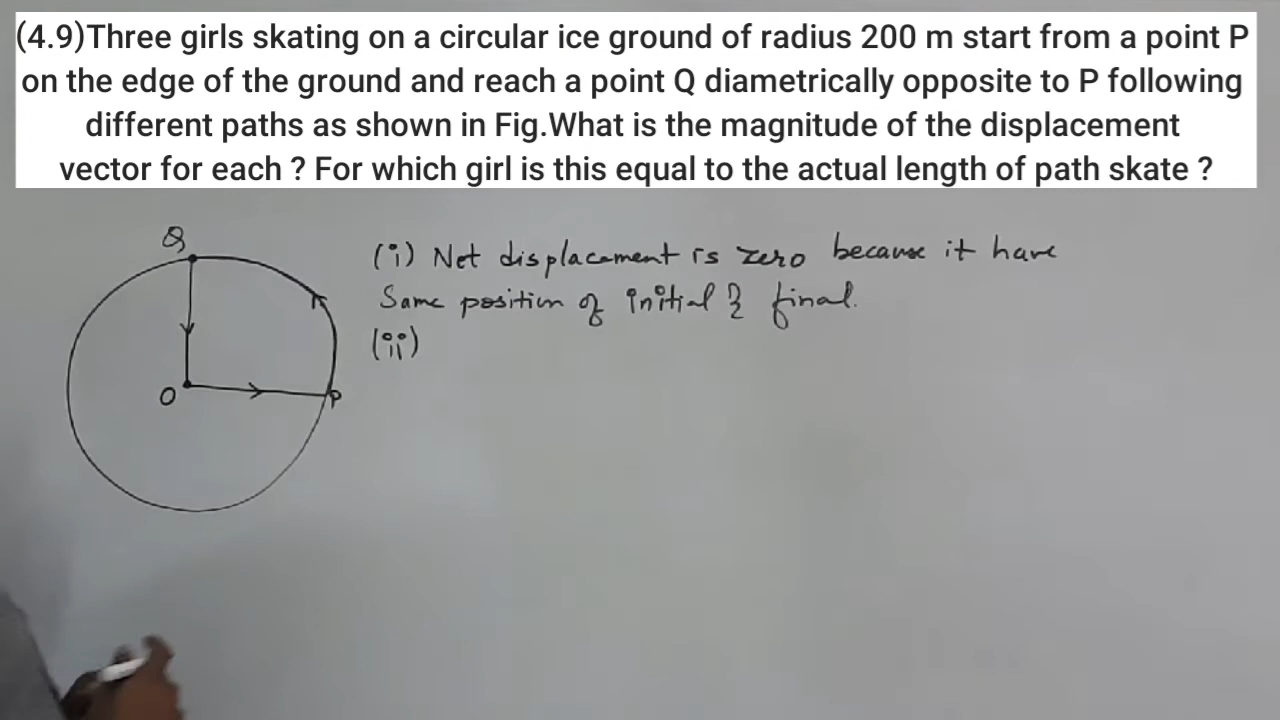 (4.9)Three girls skating on a circular ice ground of radius 200 m start from a point P
on the edge of the ground and reach a point Q diametrically opposite to P following
different paths as shown in Fig.What is the magnitude of the displacement
vector for each ? For which girl is this equal to the actual length of path skate ?
Q
(i) Net displacement is zero because it have
Same position of initial & final.
(ii)
O
P